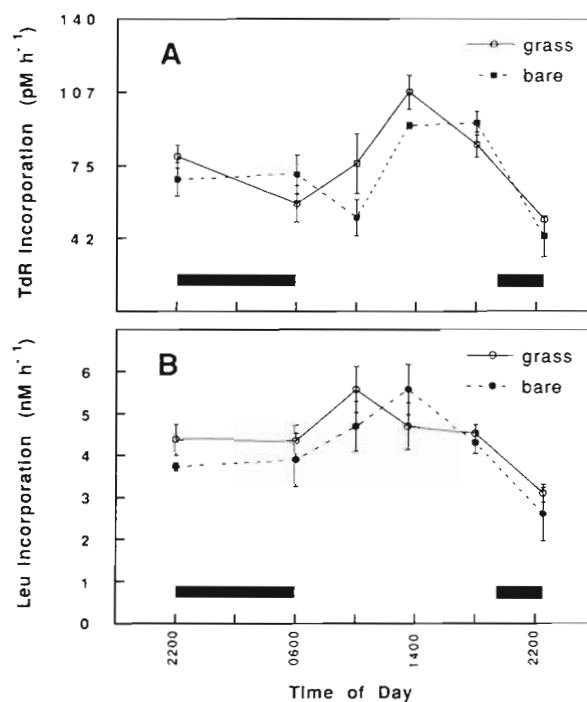 140
A
grass
bare
107
75
42
TdR Incorporation (pM h⁻¹)
B
grass
bare
6
5
4
3
2
1
0
Leu Incorporation (nM h⁻¹)
2200
0600
1400
2200
Time of Day